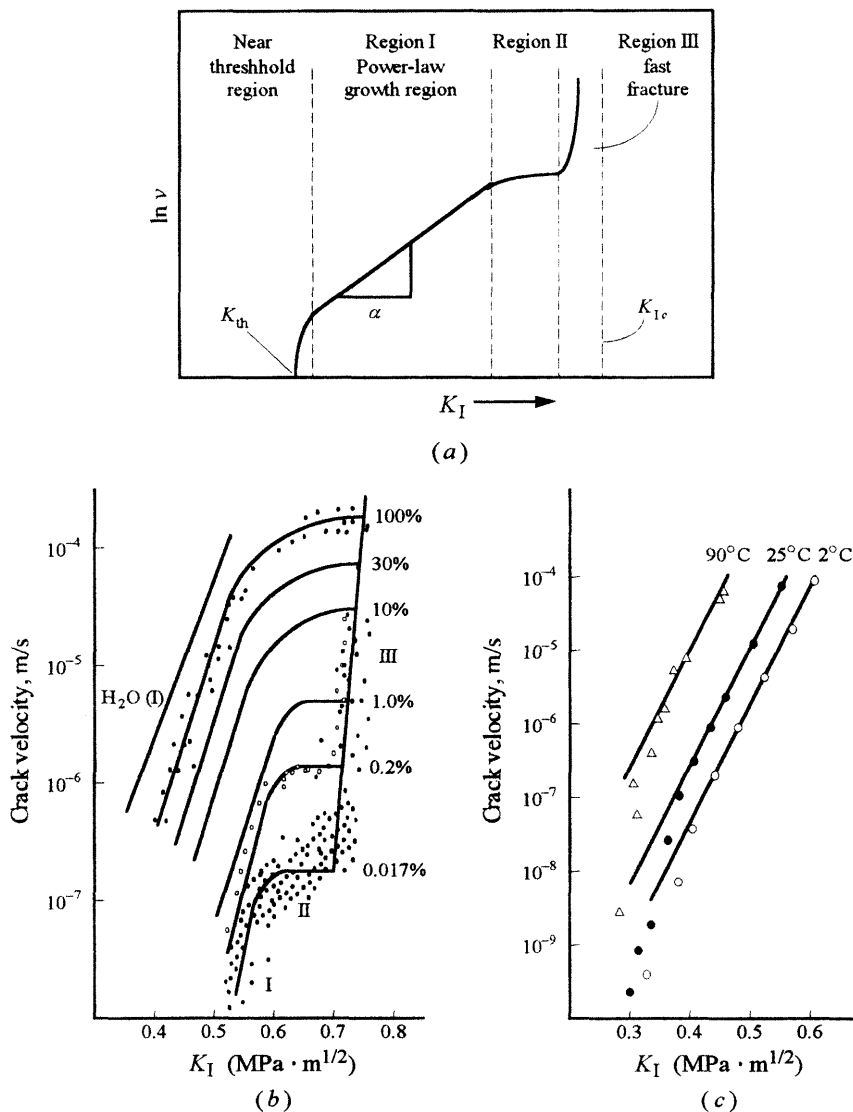 Near
threshhold
region
Region I
Power-law
growth region
Region II
Region III
fast
fracture
ln v
K_th
α
K_Ic
K_I
(a)
Crack velocity, m/s
10⁻⁴
10⁻⁵
10⁻⁶
10⁻⁷
H₂O (I)
100%
30%
10%
III
1.0%
0.2%
0.017%
II
I
0.4 0.5 0.6 0.7 0.8
K_I (MPa · m^1/2)
(b)
Crack velocity, m/s
90°C 25°C 2°C
10⁻⁴
10⁻⁵
10⁻⁶
10⁻⁷
10⁻⁸
10⁻⁹
0.3 0.4 0.5 0.6
K_I (MPa · m^1/2)
(c)